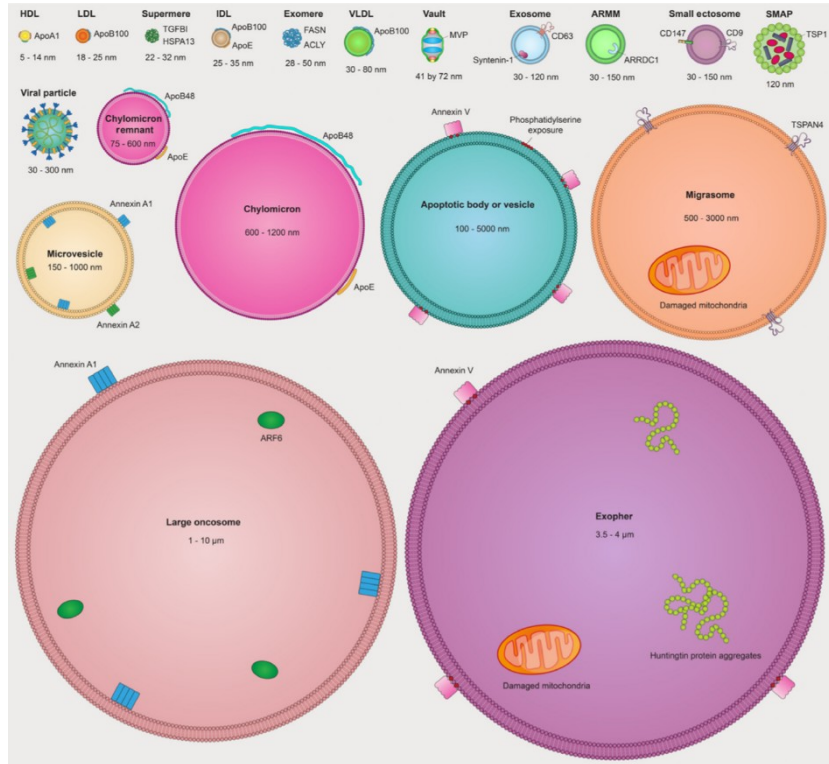 HDL
ApoA1
5 - 14 nm
LDL
ApoB100
18 - 25 nm
Supermere
TGFBI
HSPA13
22 - 32 nm
IDL
ApoB100
ApoE
25 - 35 nm
Exomere
FASN
ACLY
28 - 50 nm
VLDL
ApoB100
30 - 80 nm
Vault
MVP
41 by 72 nm
Exosome
CD63
Syntenin-1
30 - 120 nm
ARMM
ARRDC1
30 - 150 nm
Small ectosome
CD147
CD9
30 - 150 nm
SMAP
TSP1
120 nm
Viral particle
30 - 300 nm
ApoB48
Chylomicron
remnant
75 - 600 nm
ApoE
ApoB48
Chylomicron
600 - 1200 nm
ApoE
Annexin V
Phosphatidylserine
exposure
Apoptotic body or vesicle
100 - 5000 nm
TSPAN4
Migrasome
500 - 3000 nm
Damaged mitochondria
Annexin A1
Microvesicle
150 - 1000 nm
Annexin A2
Annexin A1
ARF6
Large oncosome
1 - 10 µm
Annexin V
Exopher
3.5 - 4 µm
Huntingtin protein aggregates
Damaged mitochondria